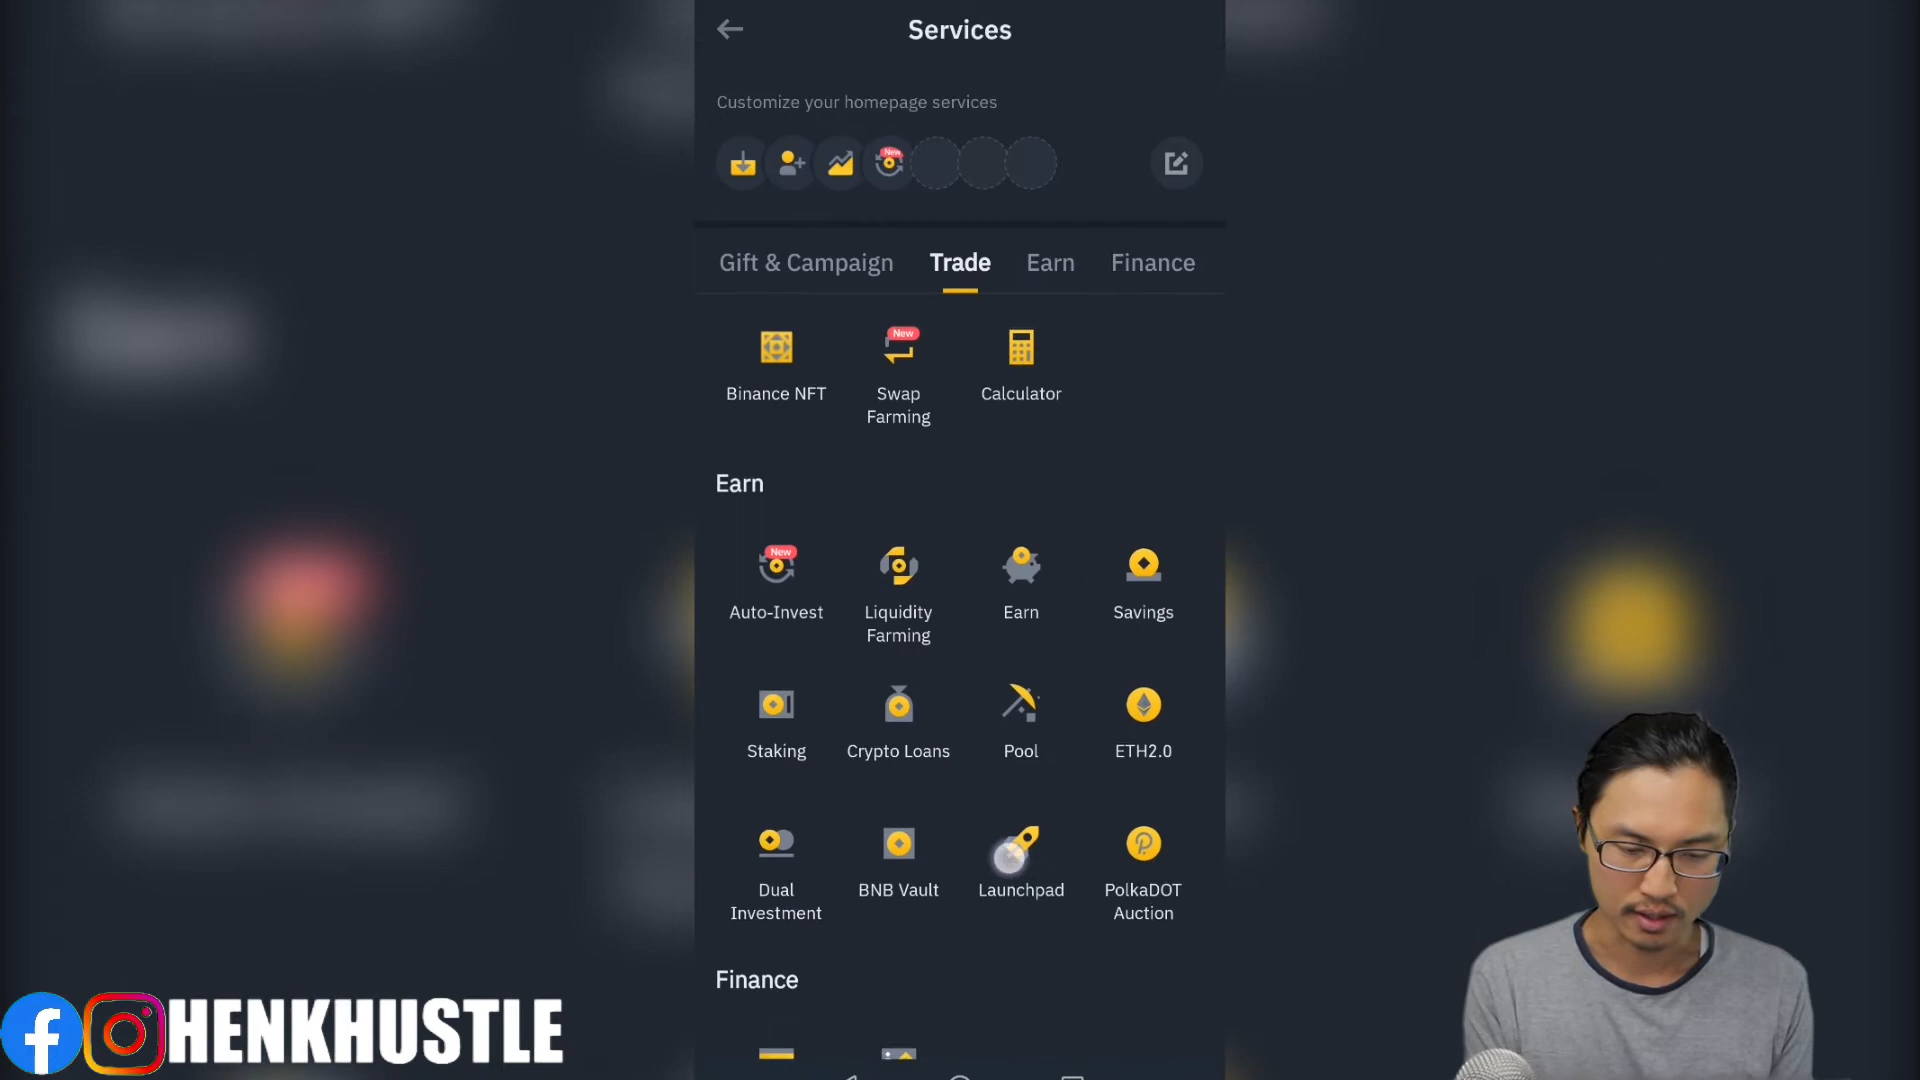 Services
Customize your homepage services
New
Gift & Campaign Trade Earn Finance
New
Binance NFT Swap Farming Calculator
Earn
New
Auto-Invest Liquidity Farming Earn Savings
Staking Crypto Loans Pool ETH2.0
Dual Investment BNB Vault Launchpad PolkaDOT Auction
Finance
HENKHUSTLE